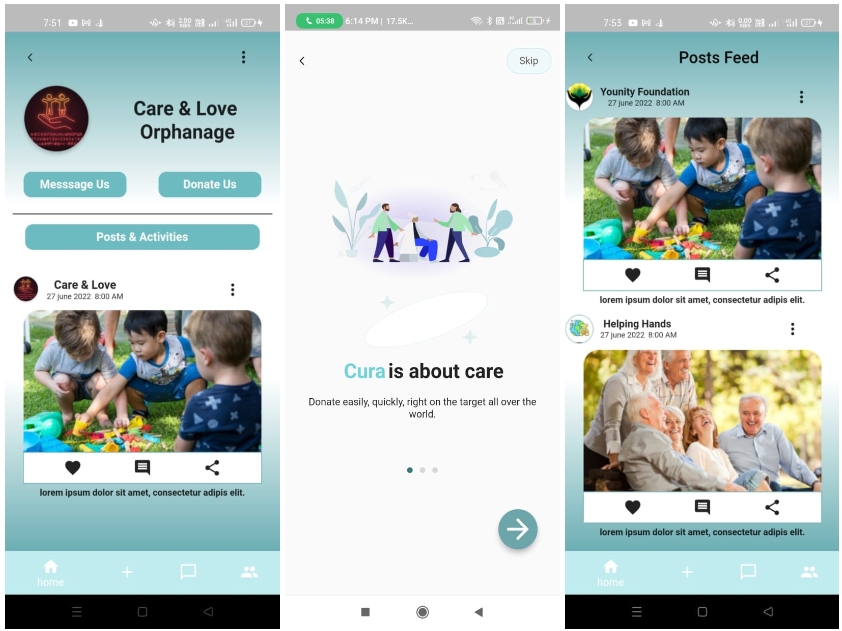 7:51
Care & Love
Orphanage
Messsage Us
Donate Us
Posts & Activities
Care & Love
27 june 2022 8:00 AM
lorem ipsum dolor sit amet, consectetur adipis elit.
home
05:38 6:14 PM | 17.5K...
Skip
Cura is about care
Donate easily, quickly, right on the target all over the
world.
7:53
Posts Feed
Younity Foundation
27 june 2022 8:00 AM
lorem ipsum dolor sit amet, consectetur adipis elit.
Helping Hands
27 june 2022 8:00 AM
lorem ipsum dolor sit amet, consectetur adipis elit.
home